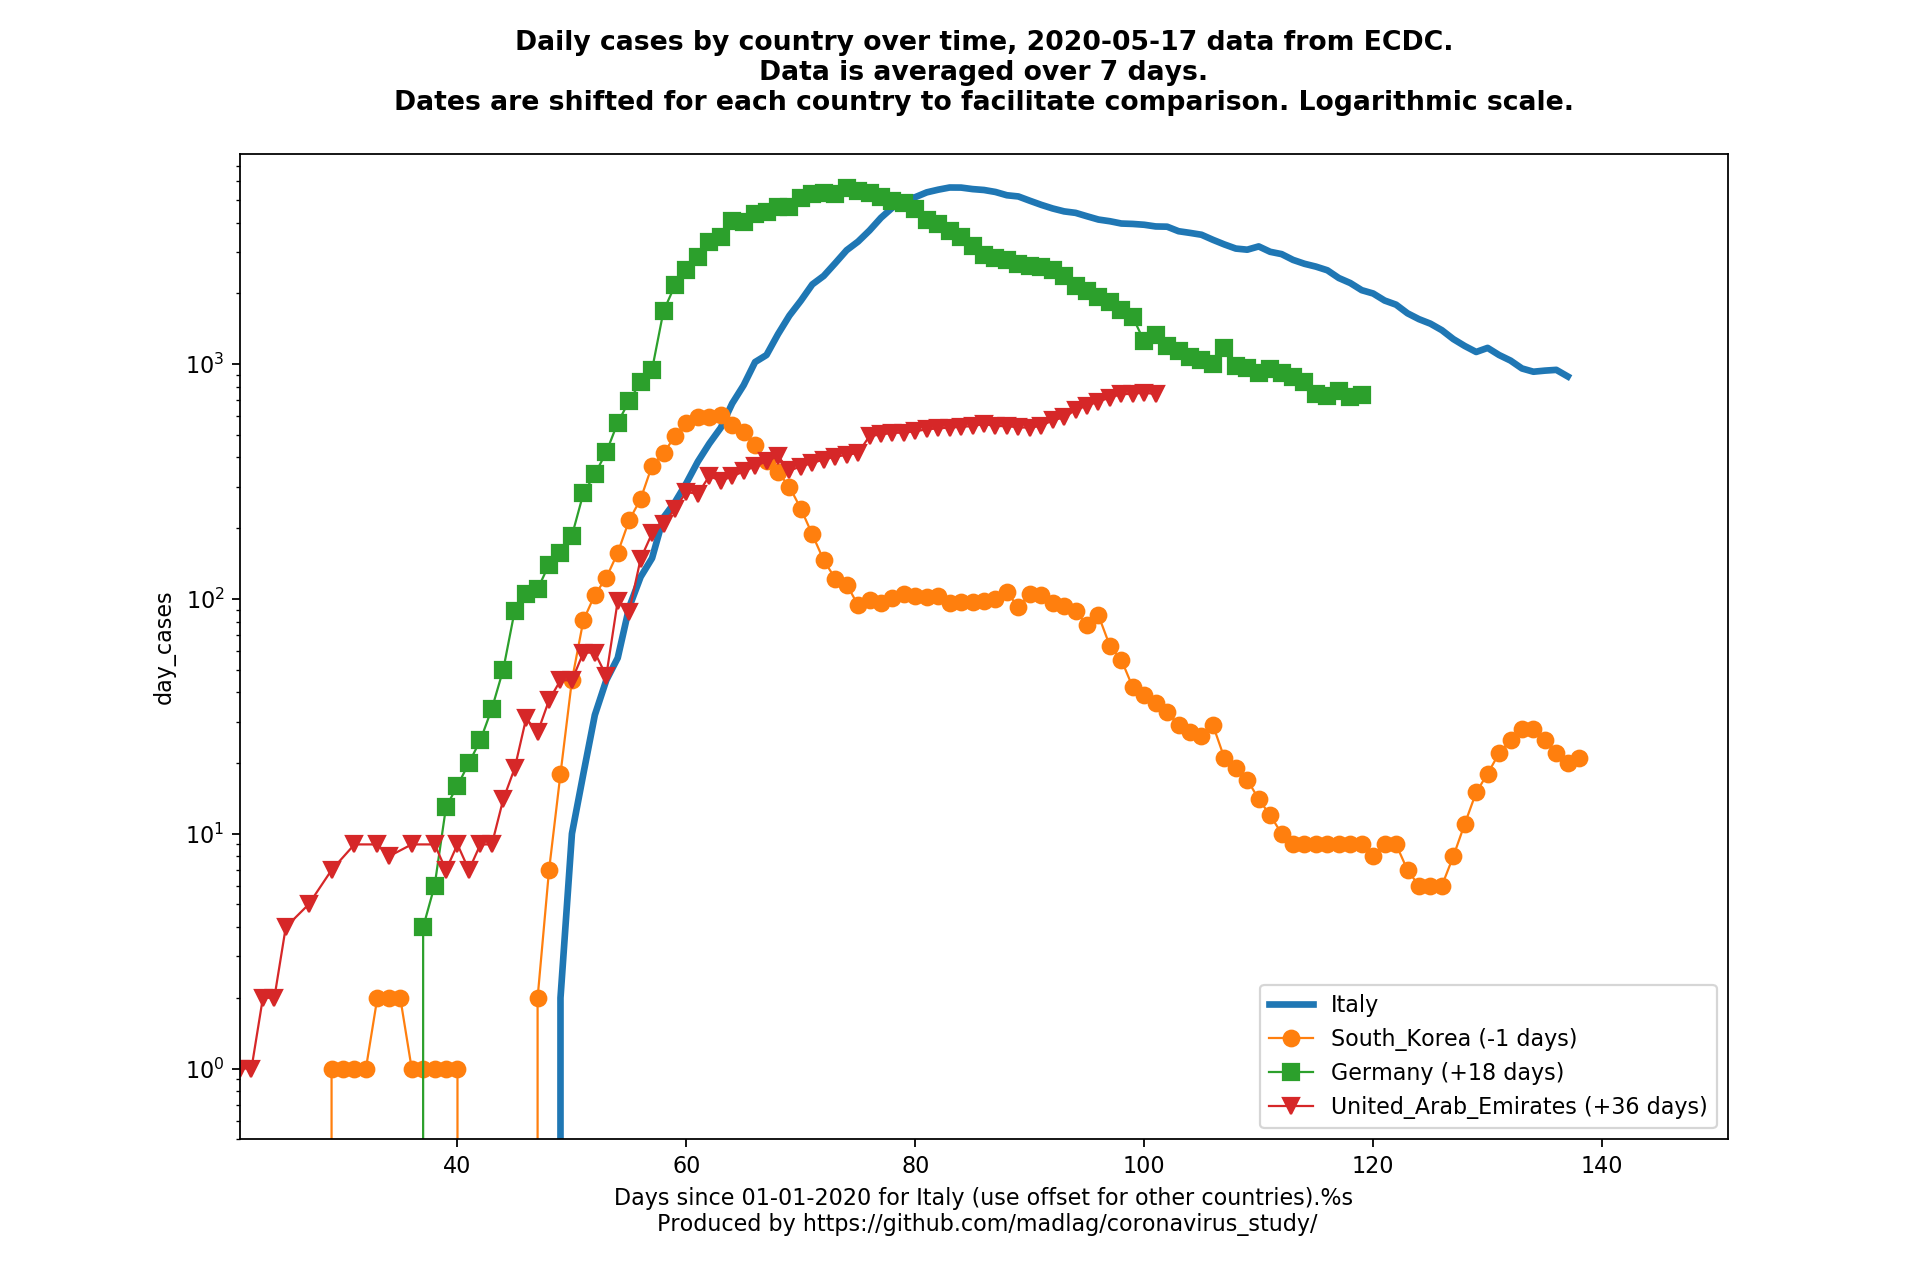 Daily cases by country over time, 2020-05-17 data from ECDC.
Data is averaged over 7 days.
Dates are shifted for each country to facilitate comparison. Logarithmic scale.
day_cases
10³
10²
10¹
10⁰
40 60 80 100 120 140
Italy
South_Korea (-1 days)
Germany (+18 days)
United_Arab_Emirates (+36 days)
Days since 01-01-2020 for Italy (use offset for other countries).%s
Produced by https://github.com/madlag/coronavirus_study/